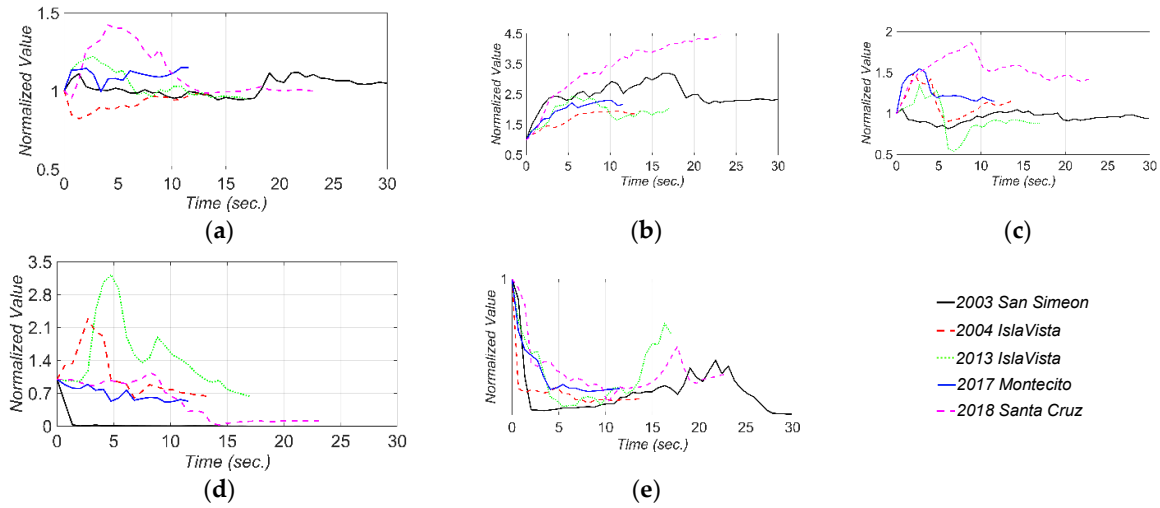 1.5
1
0.5
Normalized Value
0 5 10 15 20 25 30
Time (sec.)
(a)
4.5
3.5
2.5
1.5
0.5
Normalized Value
0 5 10 15 20 25 30
Time (sec.)
(b)
2
1.5
1
0.5
Normalized Value
0 5 10 15 20 25 30
Time (sec.)
(c)
3.5
2.8
2.1
1.4
0.7
0
Normalized Value
0 5 10 15 20 25 30
Time (sec.)
(d)
1
Normalized Value
0 5 10 15 20 25 30
Time (sec.)
(e)
2003 San Simeon
2004 IslaVista
2013 IslaVista
2017 Montecito
2018 Santa Cruz